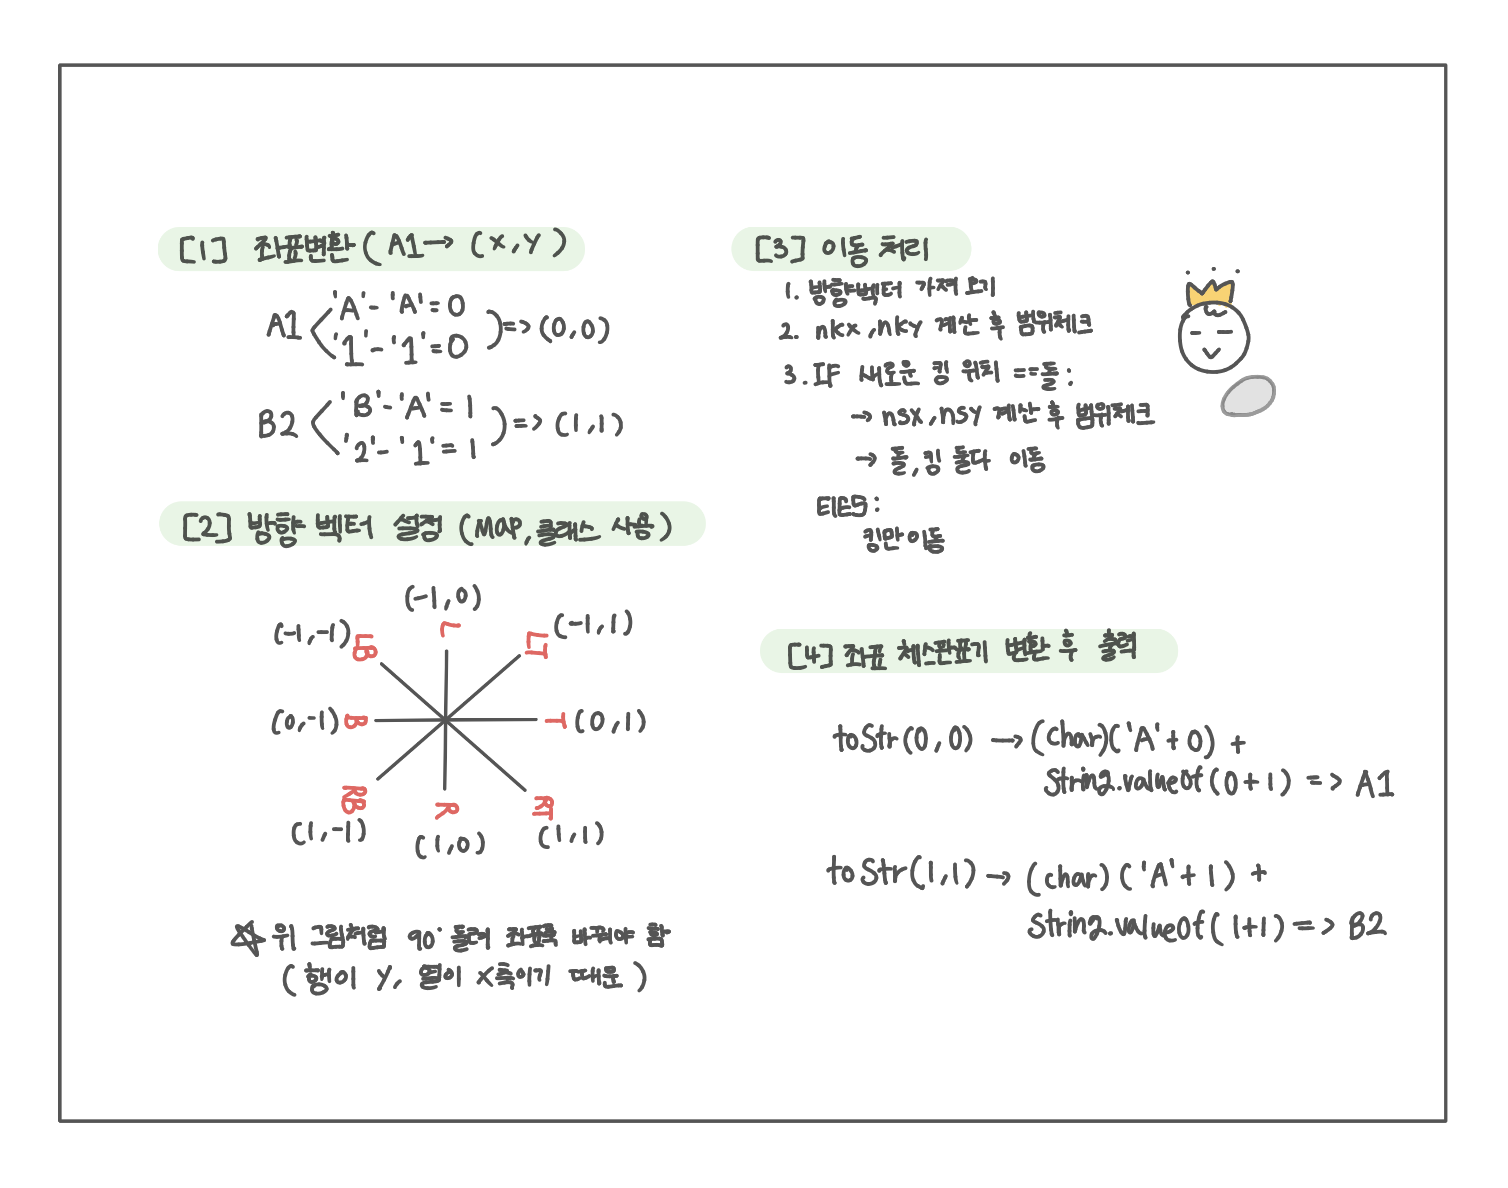 [1] 좌표변환 (A1→ (x,y)
A1 'A'-'A'=0
'1'-'1'=0 => (0,0)
B2 'B'-'A'=1
'2'-'1'=1 => (1,1)
[2] 방향 벡터 설정 (MAP, 클래스 사용)
(-1,0)
(-1,-1) LB L LT (-1,1)
(0,-1) B T (0,1)
RB R RT
(1,-1) (1,0) (1,1)
☆ 위 그림처럼 90° 돌려 좌표축 바꿔야 함
(행이 y, 열이 x축이기 때문)
[3] 이동 처리
1. 방향벡터 가져오기
2. nkx, nky 계산 후 범위체크
3. IF 새로운 킹 위치 ==돌:
→ nsx, nsy 계산 후 범위체크
→ 돌, 킹 둘다 이동
킹만 이동
[4] 좌표 체스판표기 변환 후 출력
toStr(0,0) → (char)('A'+0) +
String.valueOf(0+1) => A1
toStr(1,1) → (char) ('A'+1) +
String.valueOf(1+1) => B2